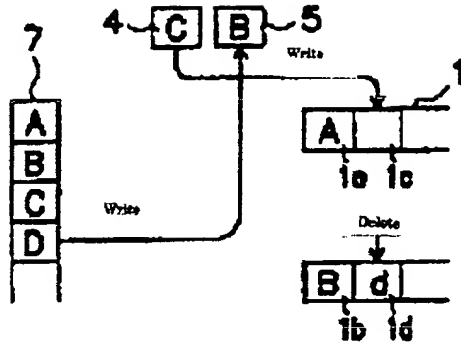 4 C B 5
7 Write 1
A A
B 1a 1c
C
Write Delete
D
B d
1b 1d